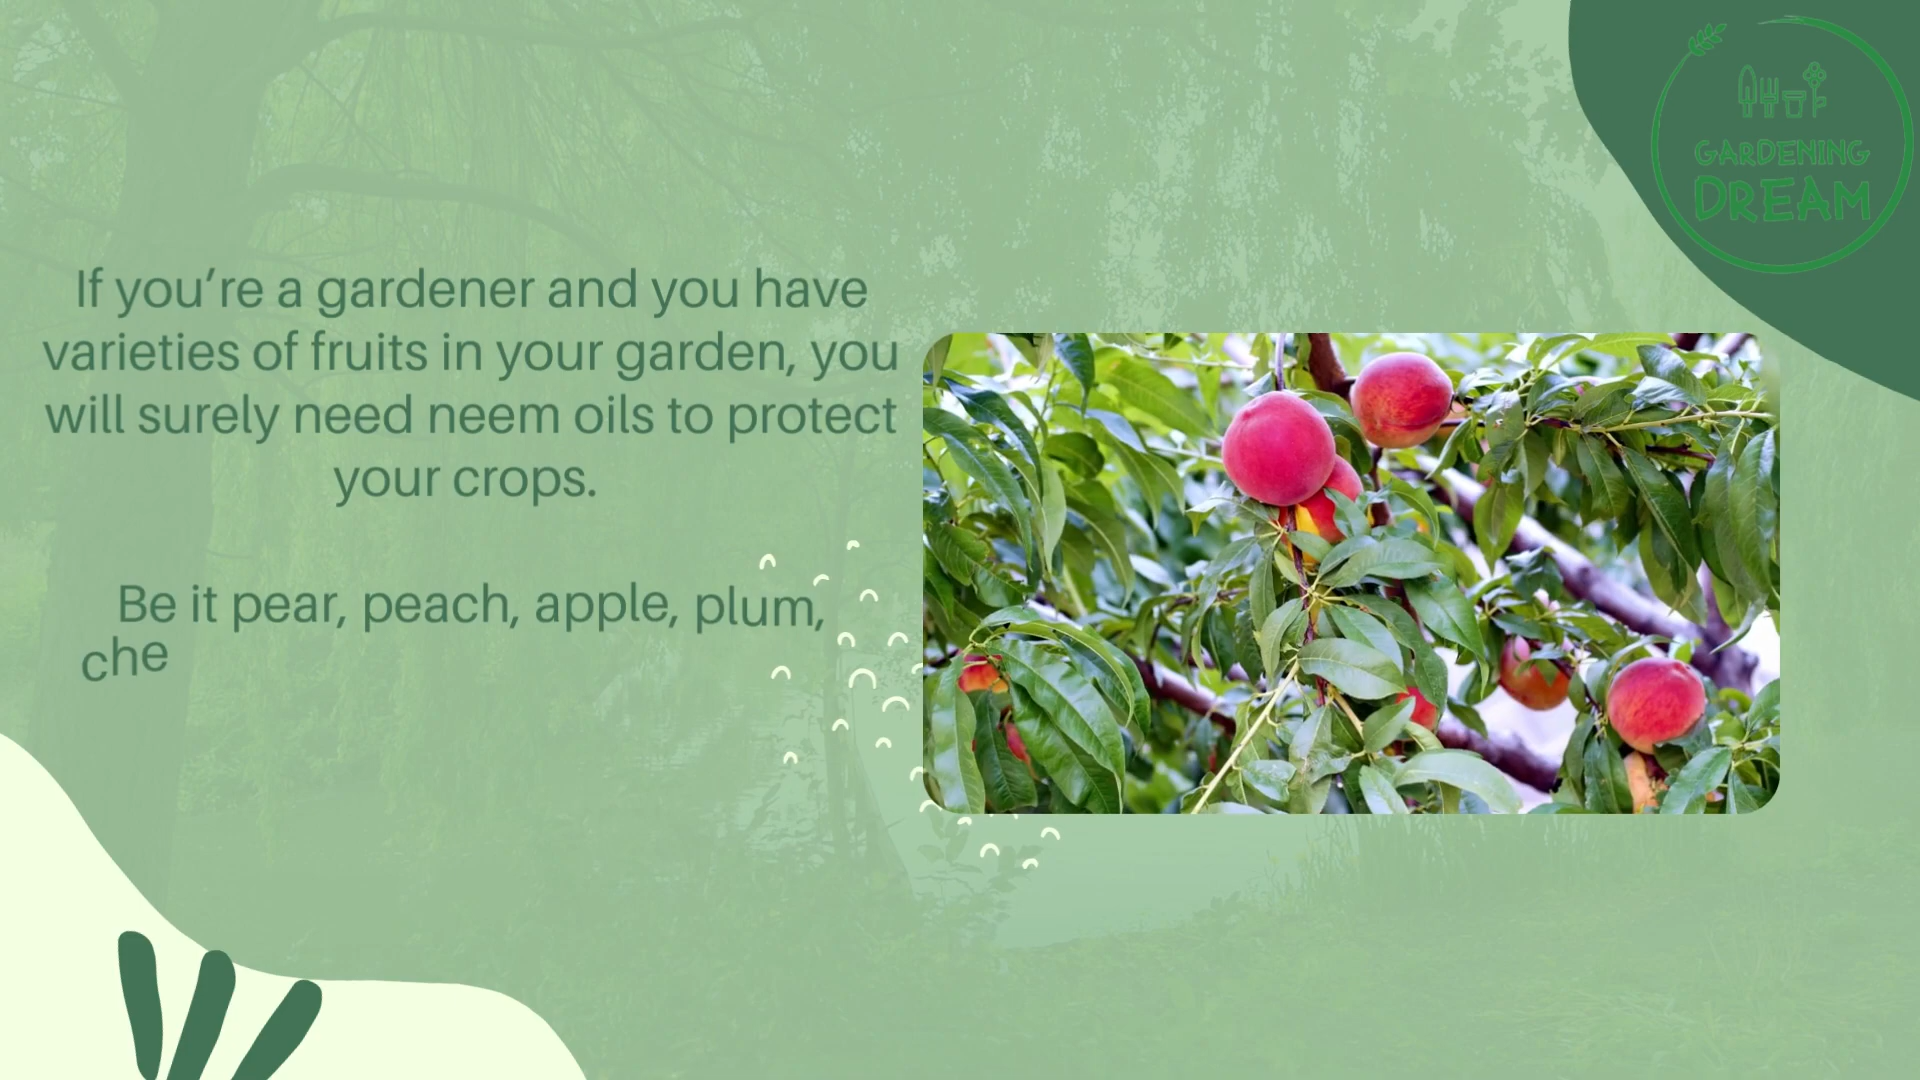 GARDENING
DREAM
If you’re a gardener and you have
varieties of fruits in your garden, you
will surely need neem oils to protect
your crops.
Be it pear, peach, apple, plum,
che